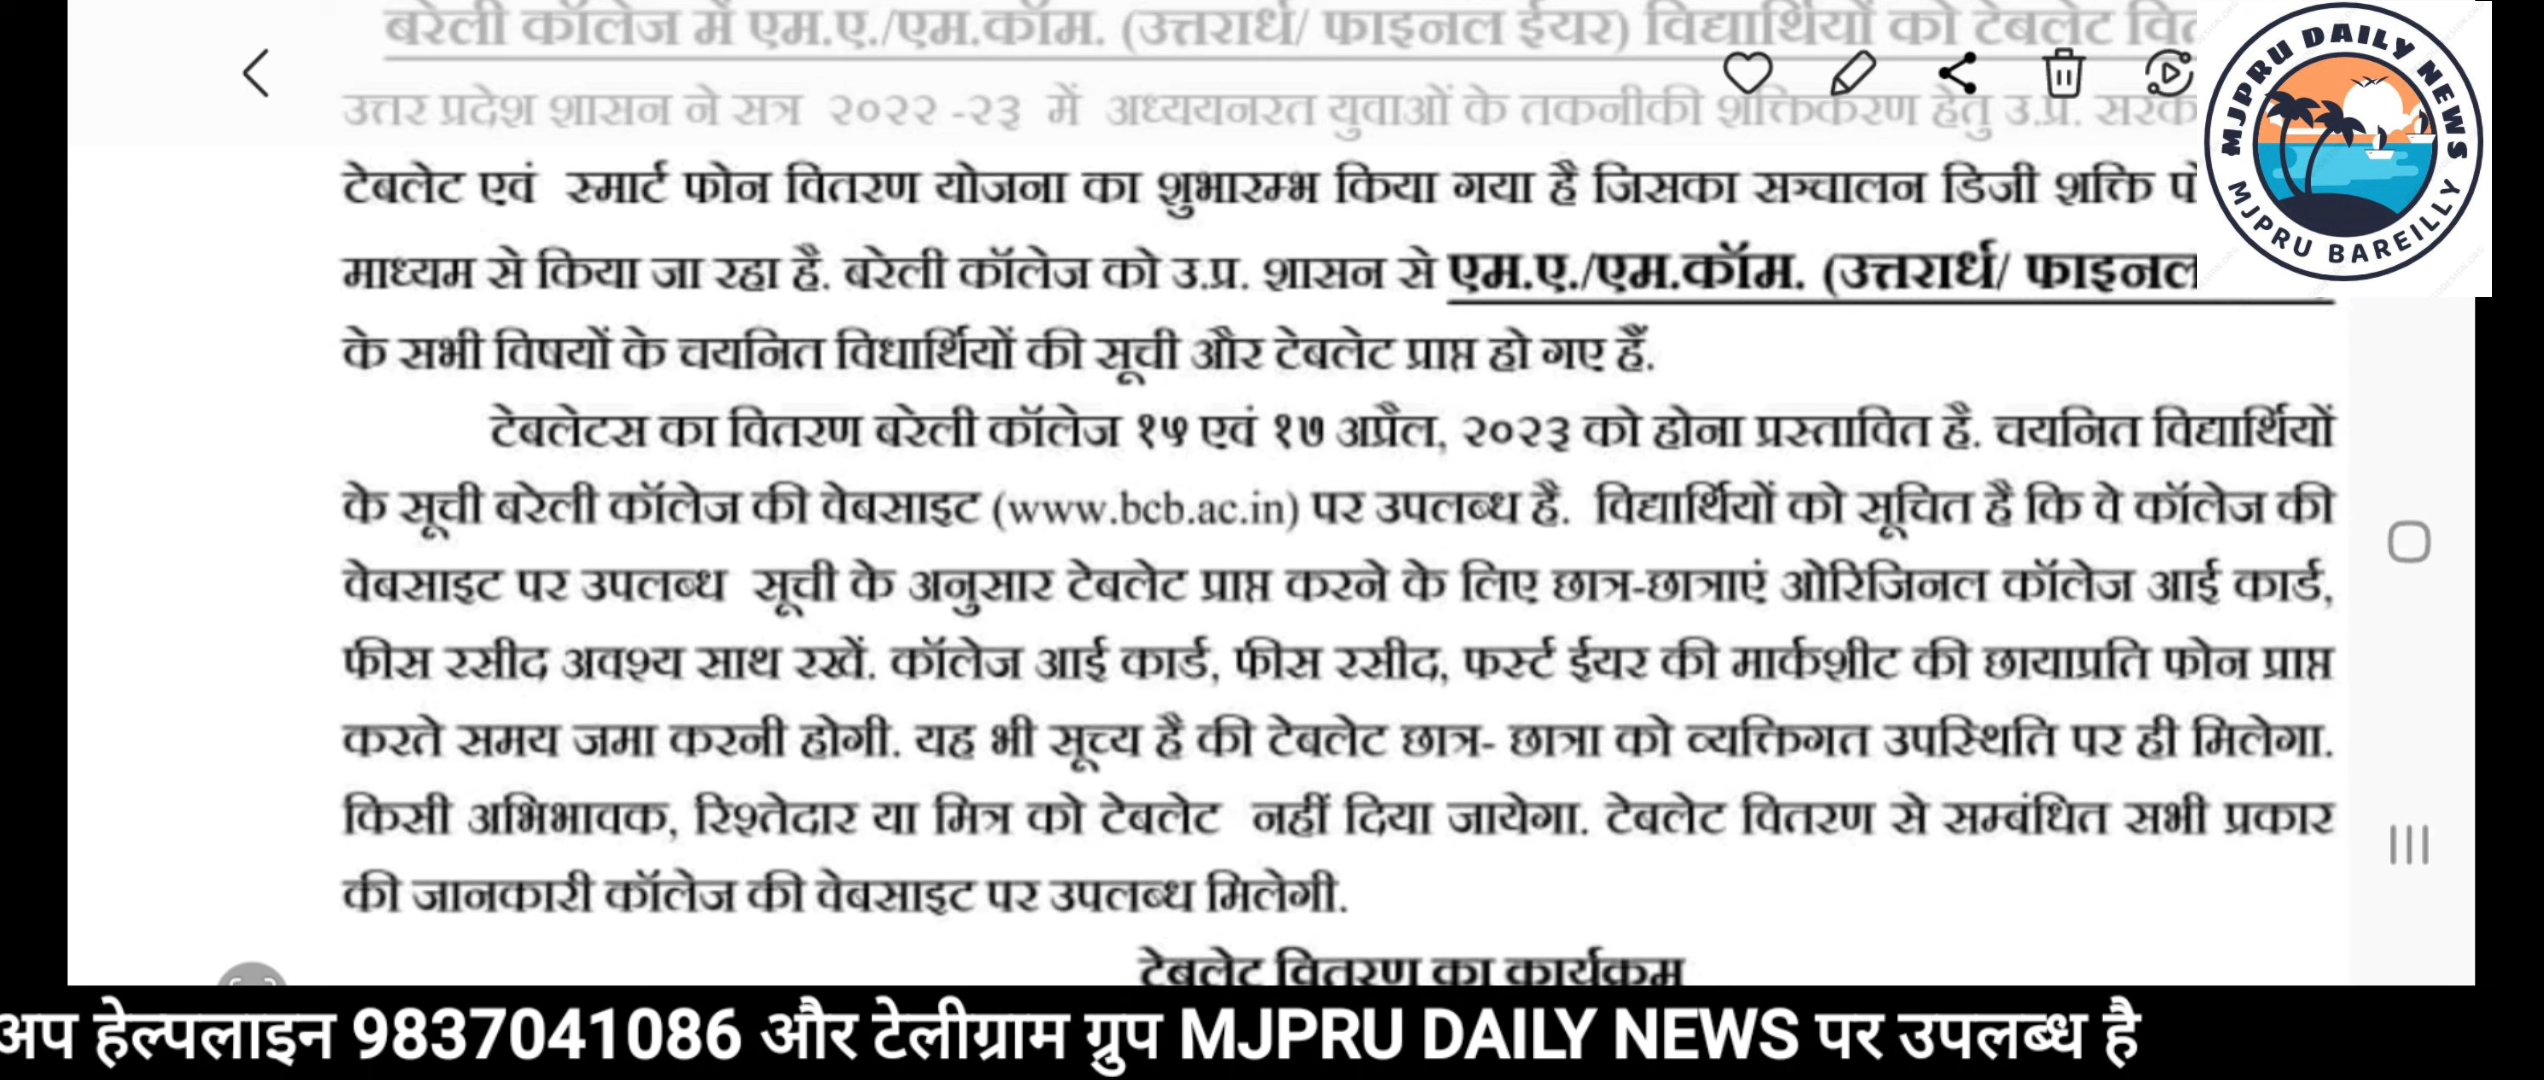 बरेली कॉलेज में एम.ए./एम.कॉम. (उत्तरार्ध/ फाइनल ईयर) विद्यार्थियों को टेबलेट
उत्तर प्रदेश शासन ने सत्र २०२२ -२३ में अध्ययनरत युवाओं के तकनीकी शक्तिकरण हेतु उ.प्र.
टेबलेट एवं स्मार्ट फोन वितरण योजना का शुभारम्भ किया गया है जिसका सञ्चालन डिजी शक्ति
माध्यम से किया जा रहा है. बरेली कॉलेज को उ.प्र. शासन से एम.ए./एम.कॉम. (उत्तरार्ध/ फाइनल
के सभी विषयों के चयनित विधार्थियों की सूची और टेबलेट प्राप्त हो गए हैं.
टेबलेटस का वितरण बरेली कॉलेज १५ एवं १७ अप्रैल, २०२३ को होना प्रस्तावित है. चयनित विद्यार्थियों
के सूची बरेली कॉलेज की वेबसाइट (www.bcb.ac.in) पर उपलब्ध है. विद्यार्थियों को सूचित है कि वे कॉलेज की
वेबसाइट पर उपलब्ध सूची के अनुसार टेबलेट प्राप्त करने के लिए छात्र-छात्राएं ओरिजिनल कॉलेज आई कार्ड,
फीस रसीद अवश्य साथ रखें. कॉलेज आई कार्ड, फीस रसीद, फर्स्ट ईयर की मार्कशीट की छायाप्रति फोन प्राप्त
करते समय जमा करनी होगी. यह भी सूच्य है की टेबलेट छात्र- छात्रा को व्यक्तिगत उपस्थिति पर ही मिलेगा.
किसी अभिभावक, रिश्तेदार या मित्र को टेबलेट नहीं दिया जायेगा. टेबलेट वितरण से सम्बंधित सभी प्रकार
की जानकारी कॉलेज की वेबसाइट पर उपलब्ध मिलेगी.
टेबलेट वितरण का कार्यक्रम
MJPRU DAILY NEWS
MJPRU BAREILLY
अप हेल्पलाइन 9837041086 और टेलीग्राम ग्रुप MJPRU DAILY NEWS पर उपलब्ध है